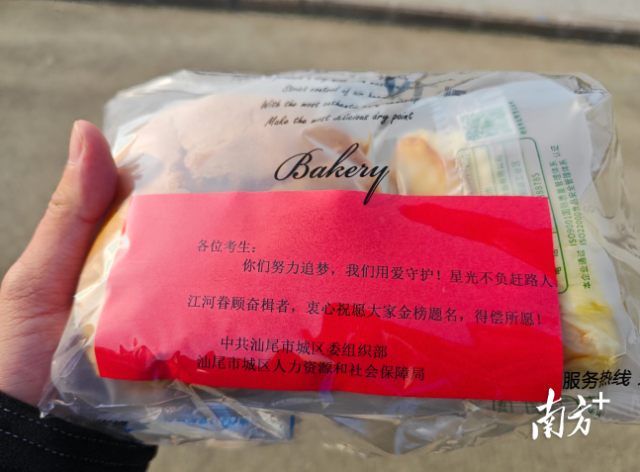 With the most authentic
Make the most delicious dry point
Bakery
各位考生：
你们努力追梦，我们用爱守护！星光不负赶路人
江河眷顾奋楫者，衷心祝愿大家金榜题名，得偿所愿！
中共汕尾市城区委组织部
汕尾市城区人力资源和社会保障局
服务热线
南方+